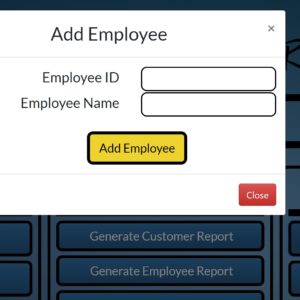 Add Employee ×
Employee ID
Employee Name
Add Employee
Close
Generate Customer Report
Generate Employee Report